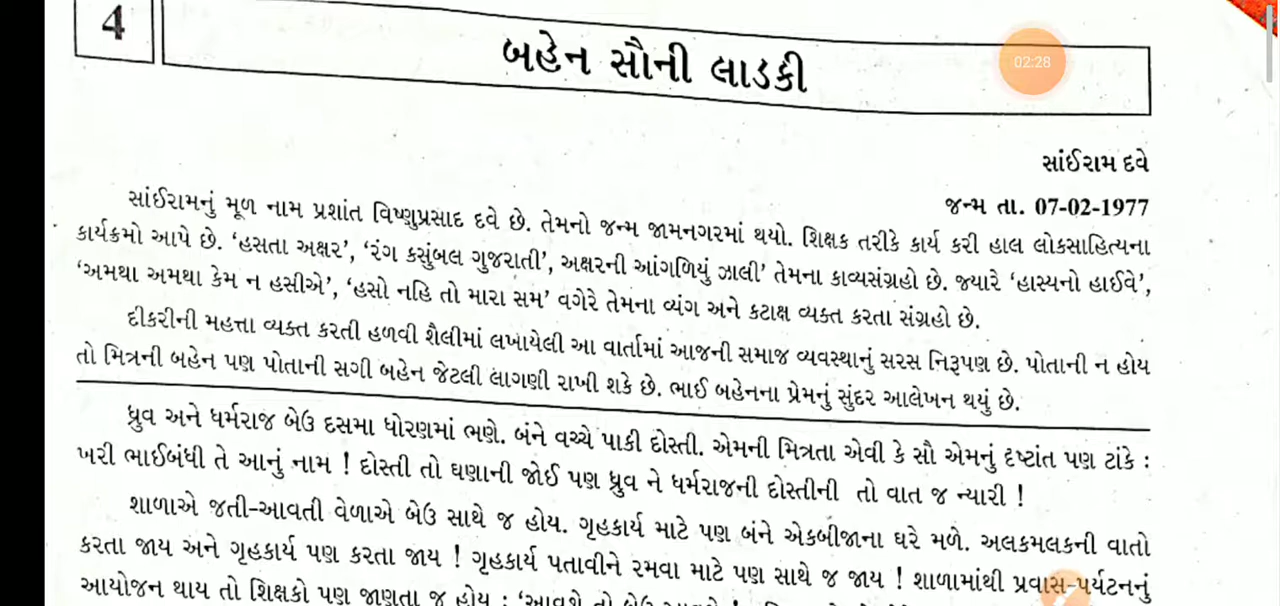 4
બહેન સૌની લાડકી
02:28
સાંઈરામ દવે
જન્મ તા. 07-02-1977
સાંઈરામનું મૂળ નામ પ્રશાંત વિષ્ણુપ્રસાદ દવે છે. તેમનો જન્મ જામનગરમાં થયો. શિક્ષક તરીકે કાર્ય કરી હાલ લોકસાહિત્યના
કાર્યક્રમો આપે છે. ‘હસતા અક્ષર’, ‘રંગ કસુંબલ ગુજરાતી’, અક્ષરની આંગળિયું ઝાલી’ તેમના કાવ્યસંગ્રહો છે. જ્યારે ‘હાસ્યનો હાઈવે’,
‘અમથા અમથા કેમ ન હસીએ’, ‘હસો નહિ તો મારા સમ’ વગેરે તેમના વ્યંગ અને કટાક્ષ વ્યક્ત કરતા સંગ્રહો છે.
દીકરીની મહત્તા વ્યક્ત કરતી હળવી શૈલીમાં લખાયેલી આ વાર્તામાં આજની સમાજ વ્યવસ્થાનું સરસ નિરૂપણ છે. પોતાની ન હોય
તો મિત્રની બહેન પણ પોતાની સગી બહેન જેટલી લાગણી રાખી શકે છે. ભાઈ બહેનના પ્રેમનું સુંદર આલેખન થયું છે.
ધ્રુવ અને ધર્મરાજ બેઉ દસમા ધોરણમાં ભણે. બંને વચ્ચે પાકી દોસ્તી. એમની મિત્રતા એવી કે સૌ એમનું દૃષ્ટાંત પણ ટાંકે :
ખરી ભાઈબંધી તે આનું નામ ! દોસ્તી તો ઘણાની જોઈ પણ ધ્રુવ ને ધર્મરાજની દોસ્તીની તો વાત જ ન્યારી !
શાળાએ જતી-આવતી વેળાએ બેઉ સાથે જ હોય. ગૃહકાર્ય માટે પણ બંને એકબીજાના ઘરે મળે. અલકમલકની વાતો
કરતા જાય અને ગૃહકાર્ય પણ કરતા જાય ! ગૃહકાર્ય પતાવીને રમવા માટે પણ સાથે જ જાય ! શાળામાંથી પ્રવાસ-પર્યટનનું
આયોજન થાય તો શિક્ષકો પણ જાણતા જ હોય : ‘આવશે તો બેઉ